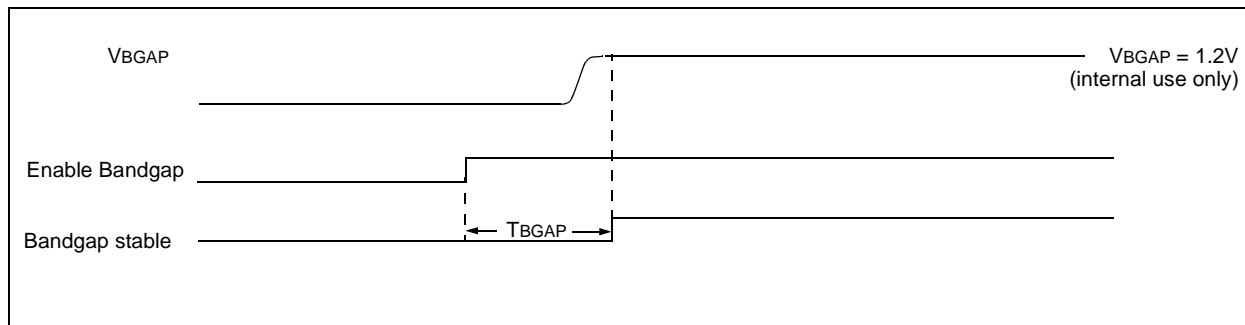 VBGAP
VBGAP = 1.2V
(internal use only)
Enable Bandgap
TBGAP
Bandgap stable